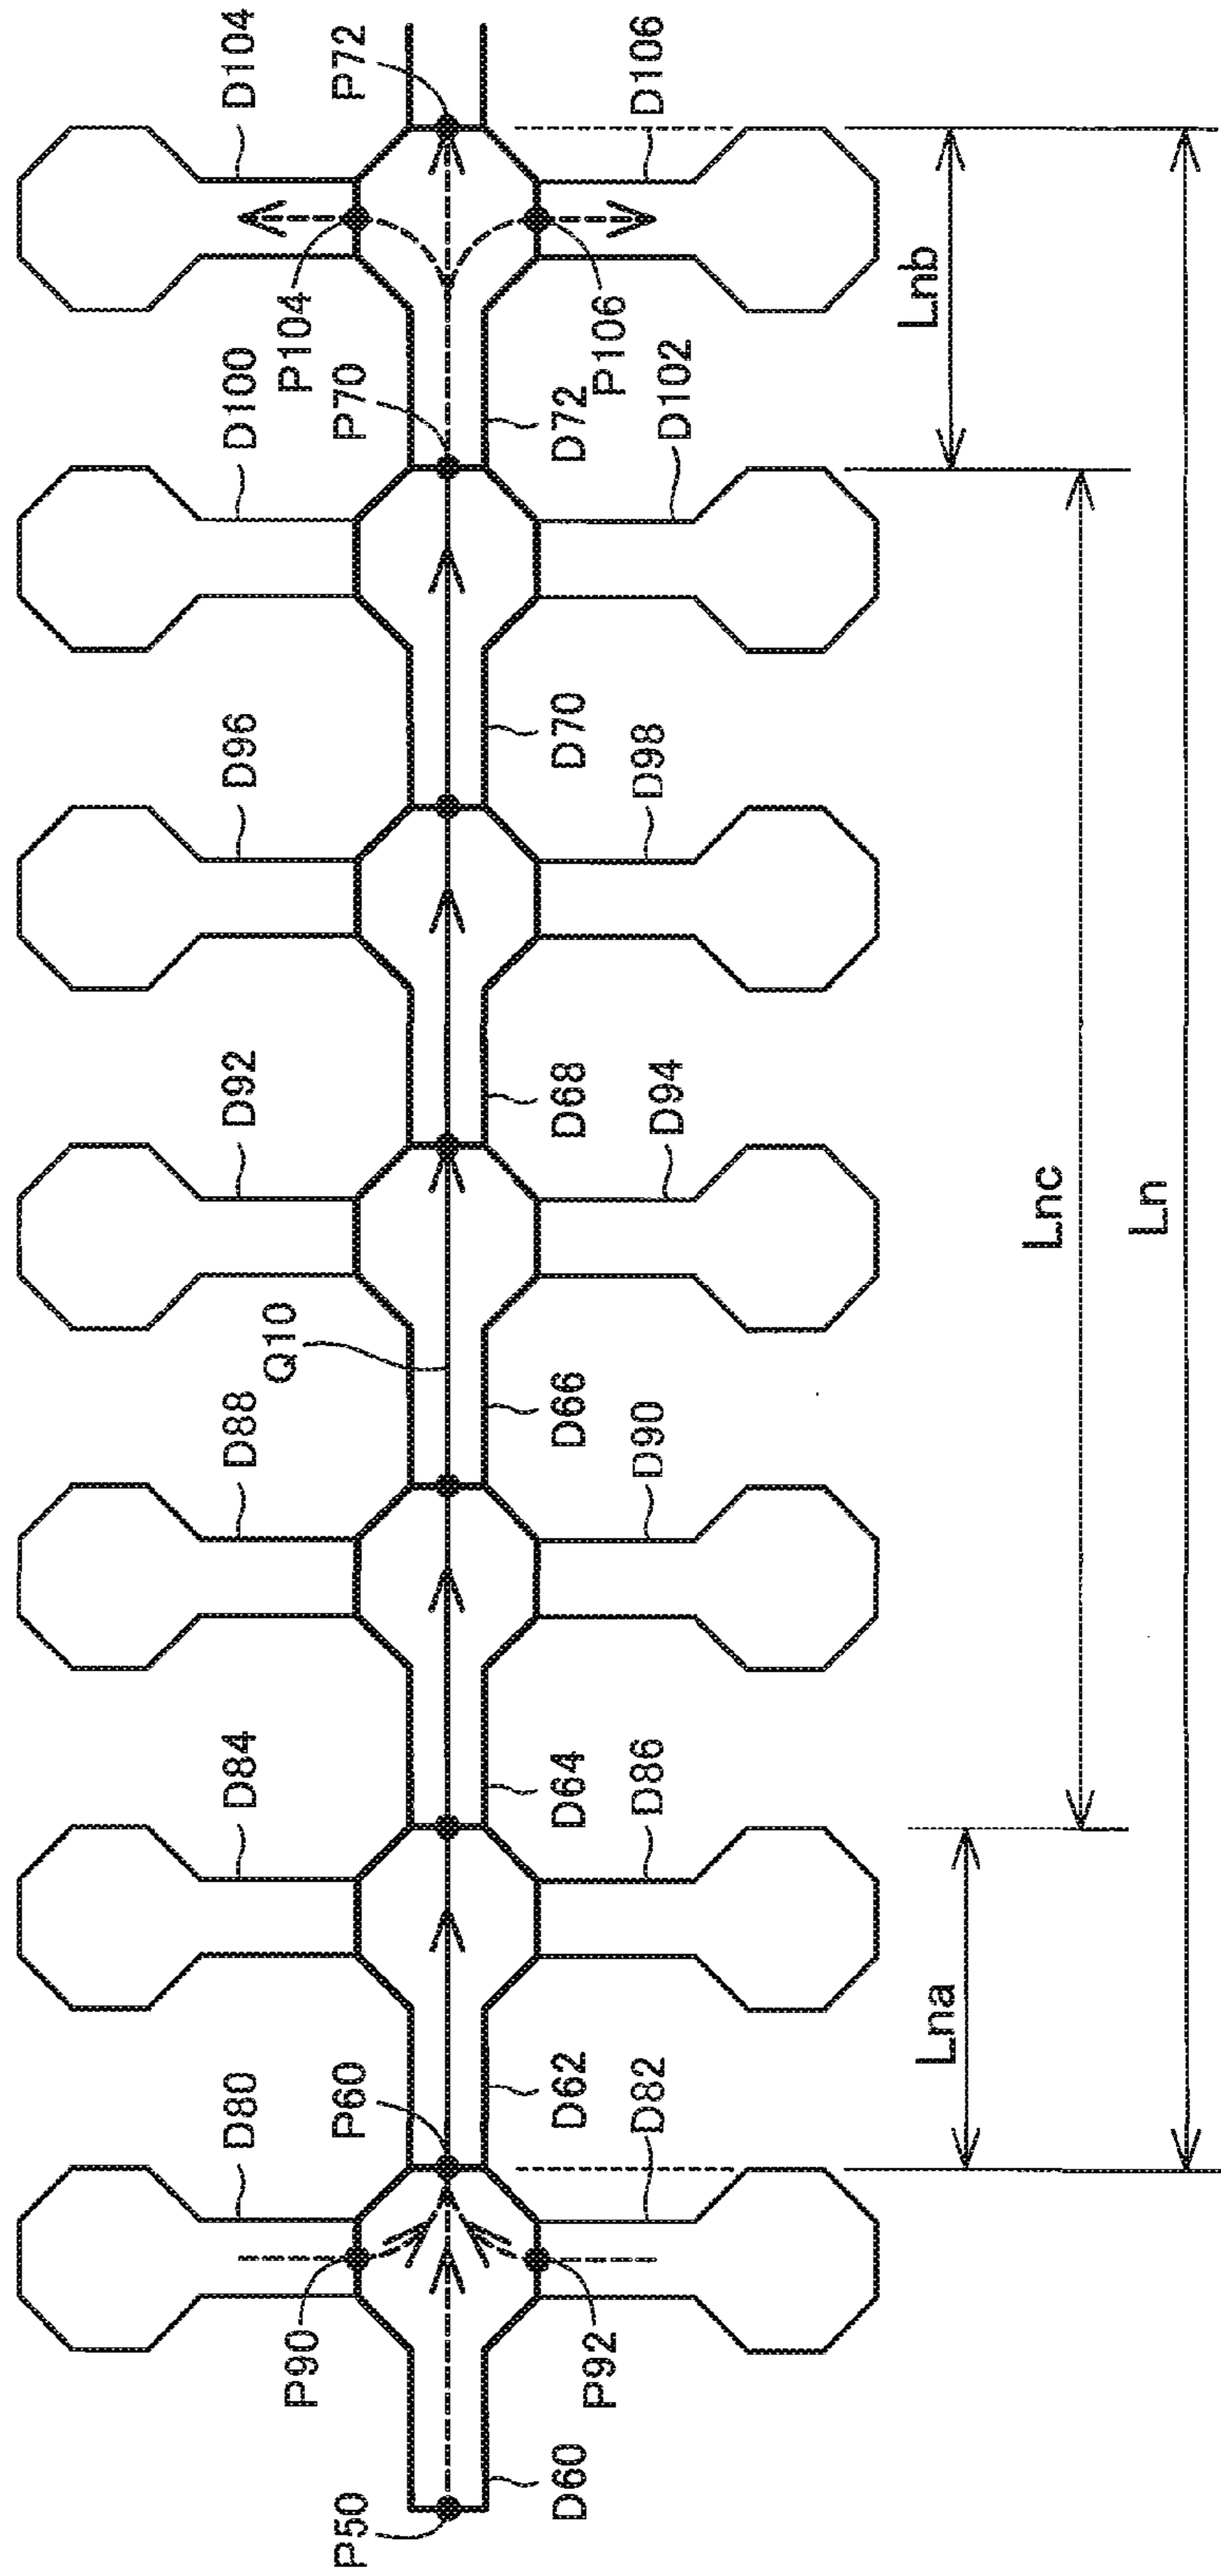 D80
D84
D88
D92
D96
D100
D104
P90
P60
Q10
P70
P104
P72
P50
D60
P92
D62
D64
D66
D68
D70
D72
P106
D82
D86
D90
D94
D98
D102
D106
Lna
Lnb
Lnc
Ln